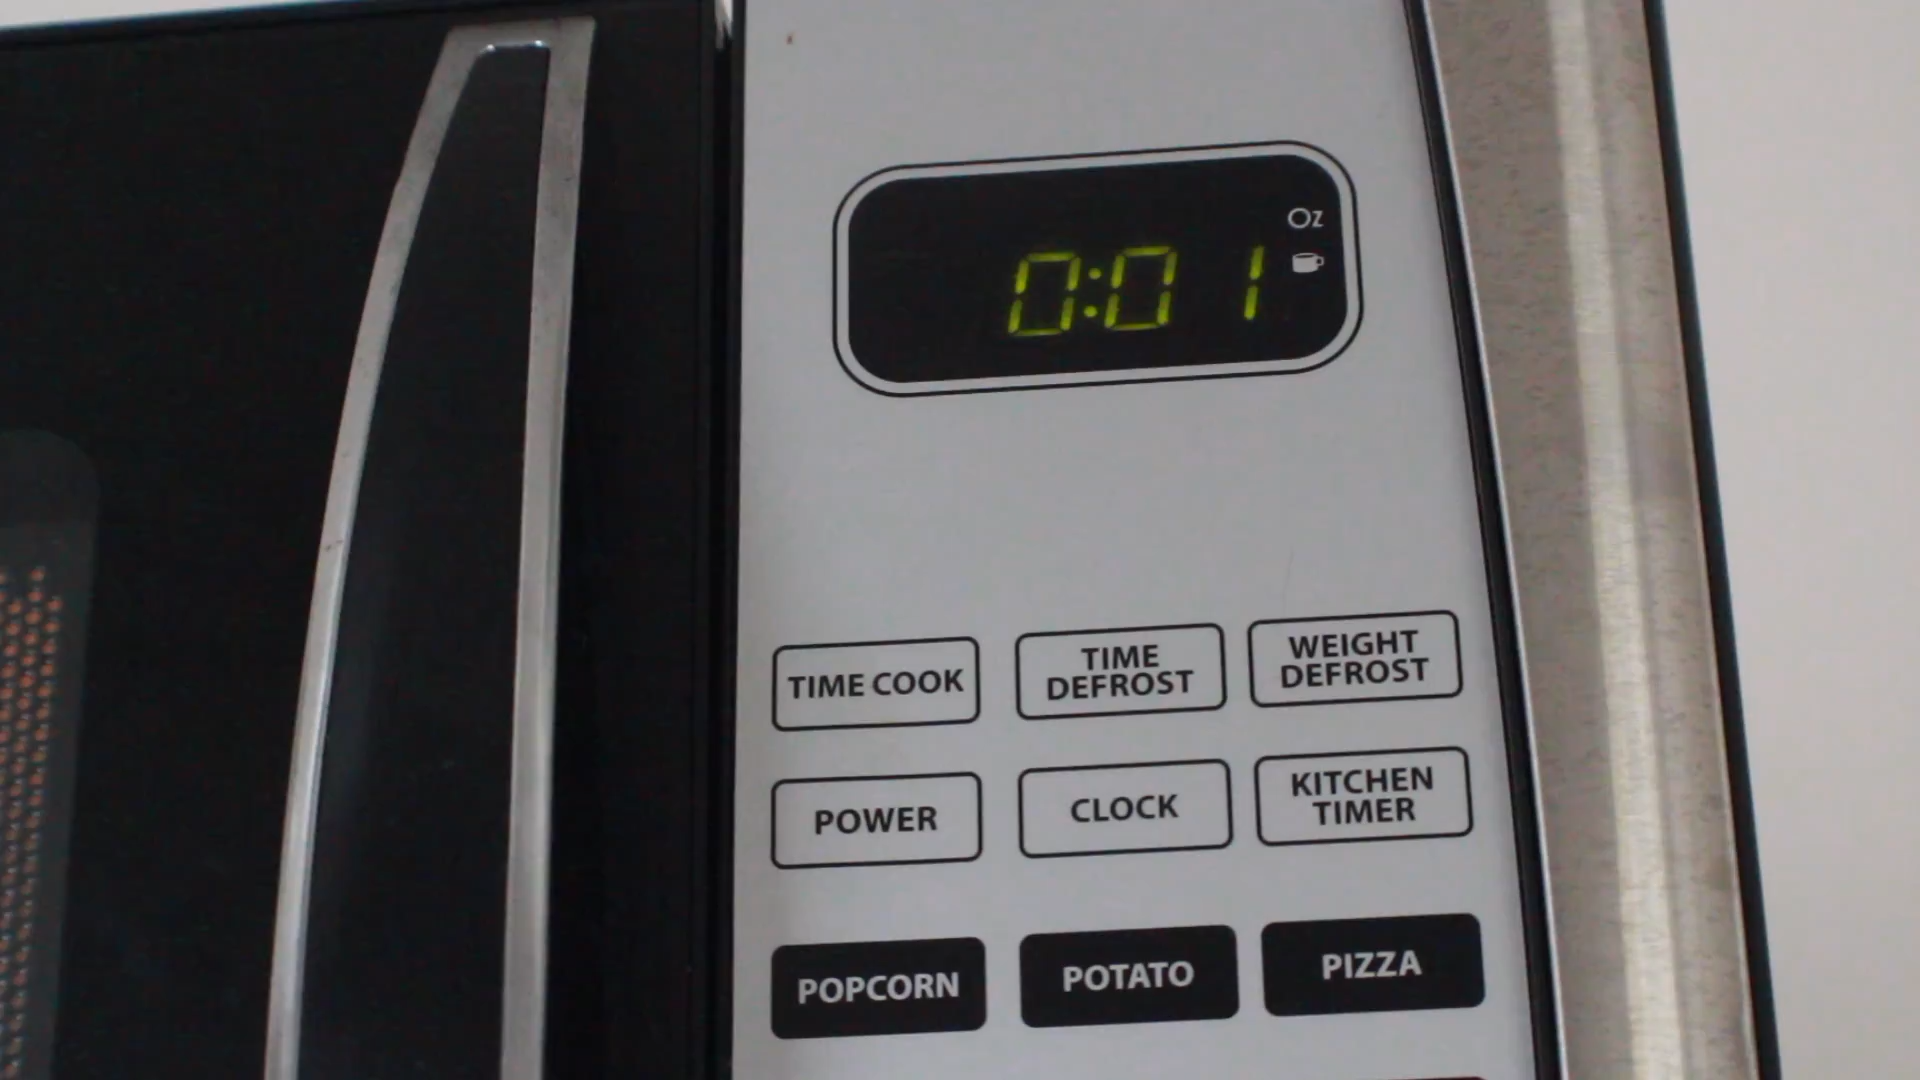 Oz
0:01
TIME COOK
TIME
DEFROST
WEIGHT
DEFROST
POWER
CLOCK
KITCHEN
TIMER
POPCORN
POTATO
PIZZA